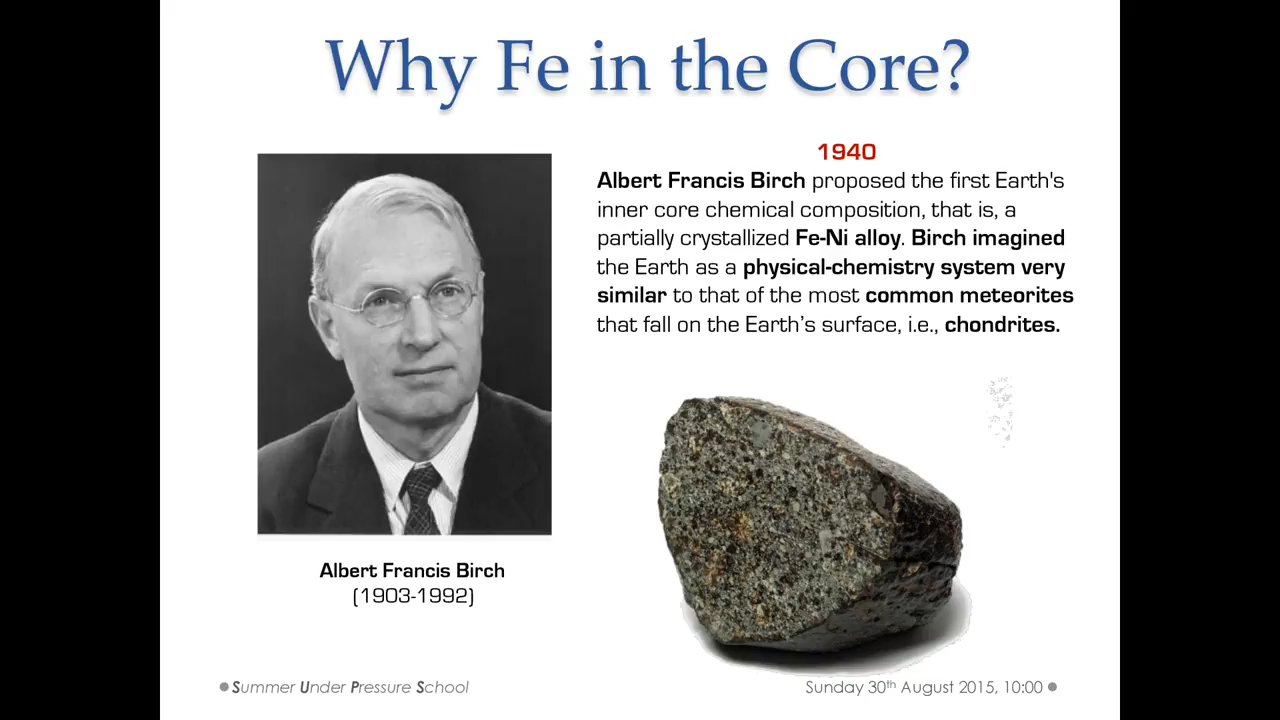 Why Fe in the Core?
1940
Albert Francis Birch proposed the first Earth's
inner core chemical composition, that is, a
partially crystallized Fe-Ni alloy. Birch imagined
the Earth as a physical-chemistry system very
similar to that of the most common meteorites
that fall on the Earth’s surface, i.e., chondrites.
Albert Francis Birch
(1903-1992)
Summer Under Pressure School
Sunday 30th August 2015, 10:00